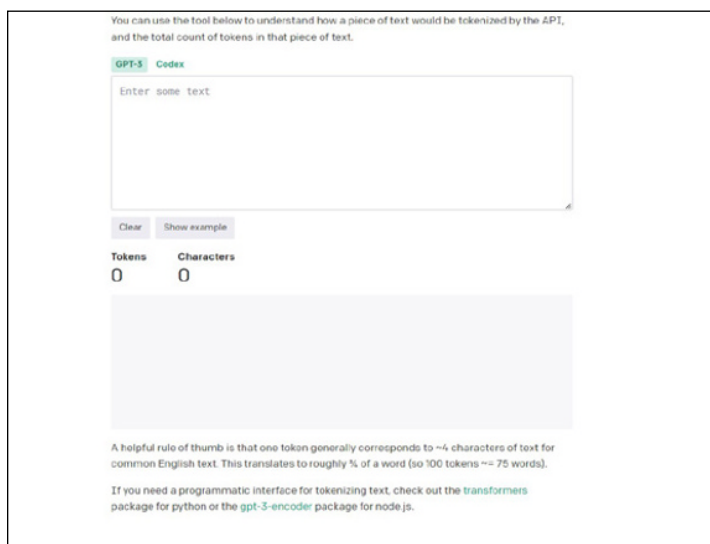 You can use the tool below to understand how a piece of text would be tokenized by the API,
and the total count of tokens in that piece of text.
GPT-3 Codex
Enter some text
Clear Show example
Tokens Characters
0 0
A helpful rule of thumb is that one token generally corresponds to ~4 characters of text for
common English text. This translates to roughly ¾ of a word (so 100 tokens ~= 75 words).
If you need a programmatic interface for tokenizing text, check out the transformers
package for python or the gpt-3-encoder package for node.js.